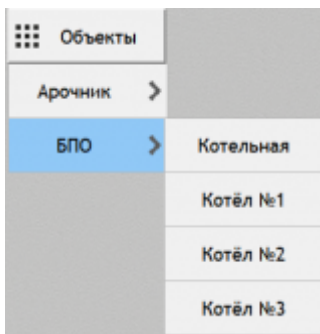 Объекты
Арочник
БПО
Котельная
Котёл №1
Котёл №2
Котёл №3